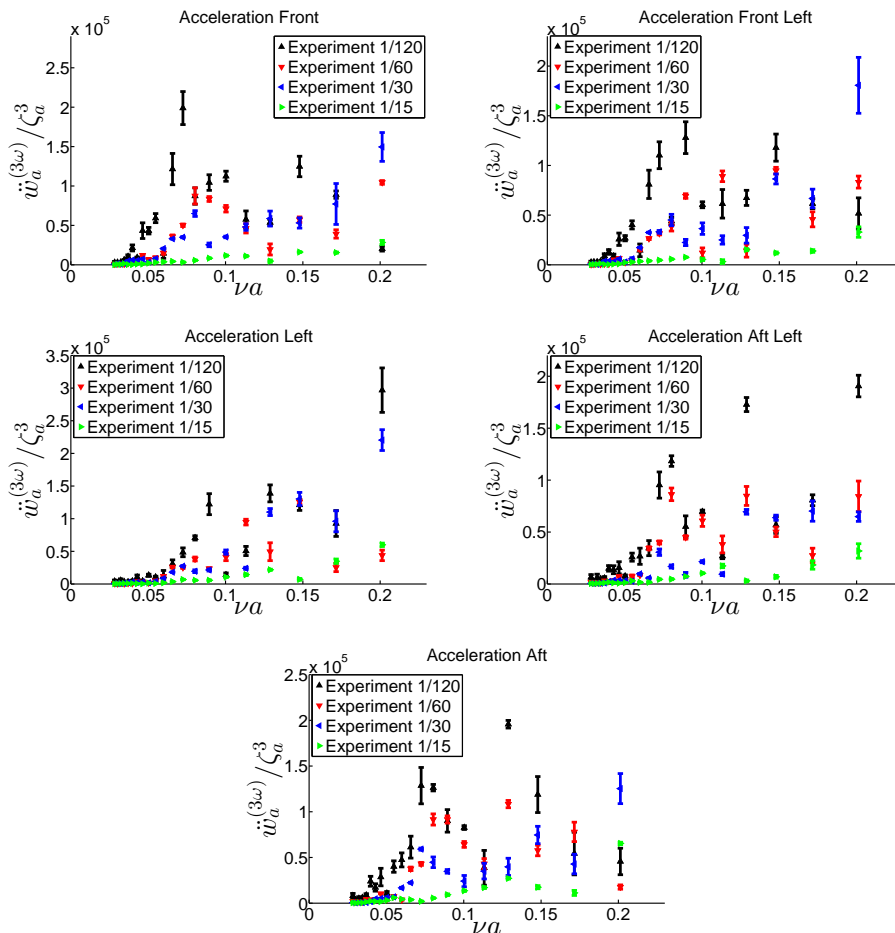 Acceleration Front
x 10^5
Experiment 1/120
Experiment 1/60
Experiment 1/30
Experiment 1/15
2.5
2
1.5
1
0.5
0
0 0.05 0.1 0.15 0.2
νa
ẅ_a^{(3ω)}/ζ_a^3
Acceleration Front Left
x 10^5
Experiment 1/120
Experiment 1/60
Experiment 1/30
Experiment 1/15
2
1.5
1
0.5
0
0 0.05 0.1 0.15 0.2
νa
ẅ_a^{(3ω)}/ζ_a^3
Acceleration Left
x 10^5
Experiment 1/120
Experiment 1/60
Experiment 1/30
Experiment 1/15
3.5
3
2.5
2
1.5
1
0.5
0
0 0.05 0.1 0.15 0.2
νa
ẅ_a^{(3ω)}/ζ_a^3
Acceleration Aft Left
x 10^5
Experiment 1/120
Experiment 1/60
Experiment 1/30
Experiment 1/15
2
1.5
1
0.5
0
0 0.05 0.1 0.15 0.2
νa
ẅ_a^{(3ω)}/ζ_a^3
Acceleration Aft
x 10^5
Experiment 1/120
Experiment 1/60
Experiment 1/30
Experiment 1/15
2.5
2
1.5
1
0.5
0
0 0.05 0.1 0.15 0.2
νa
ẅ_a^{(3ω)}/ζ_a^3